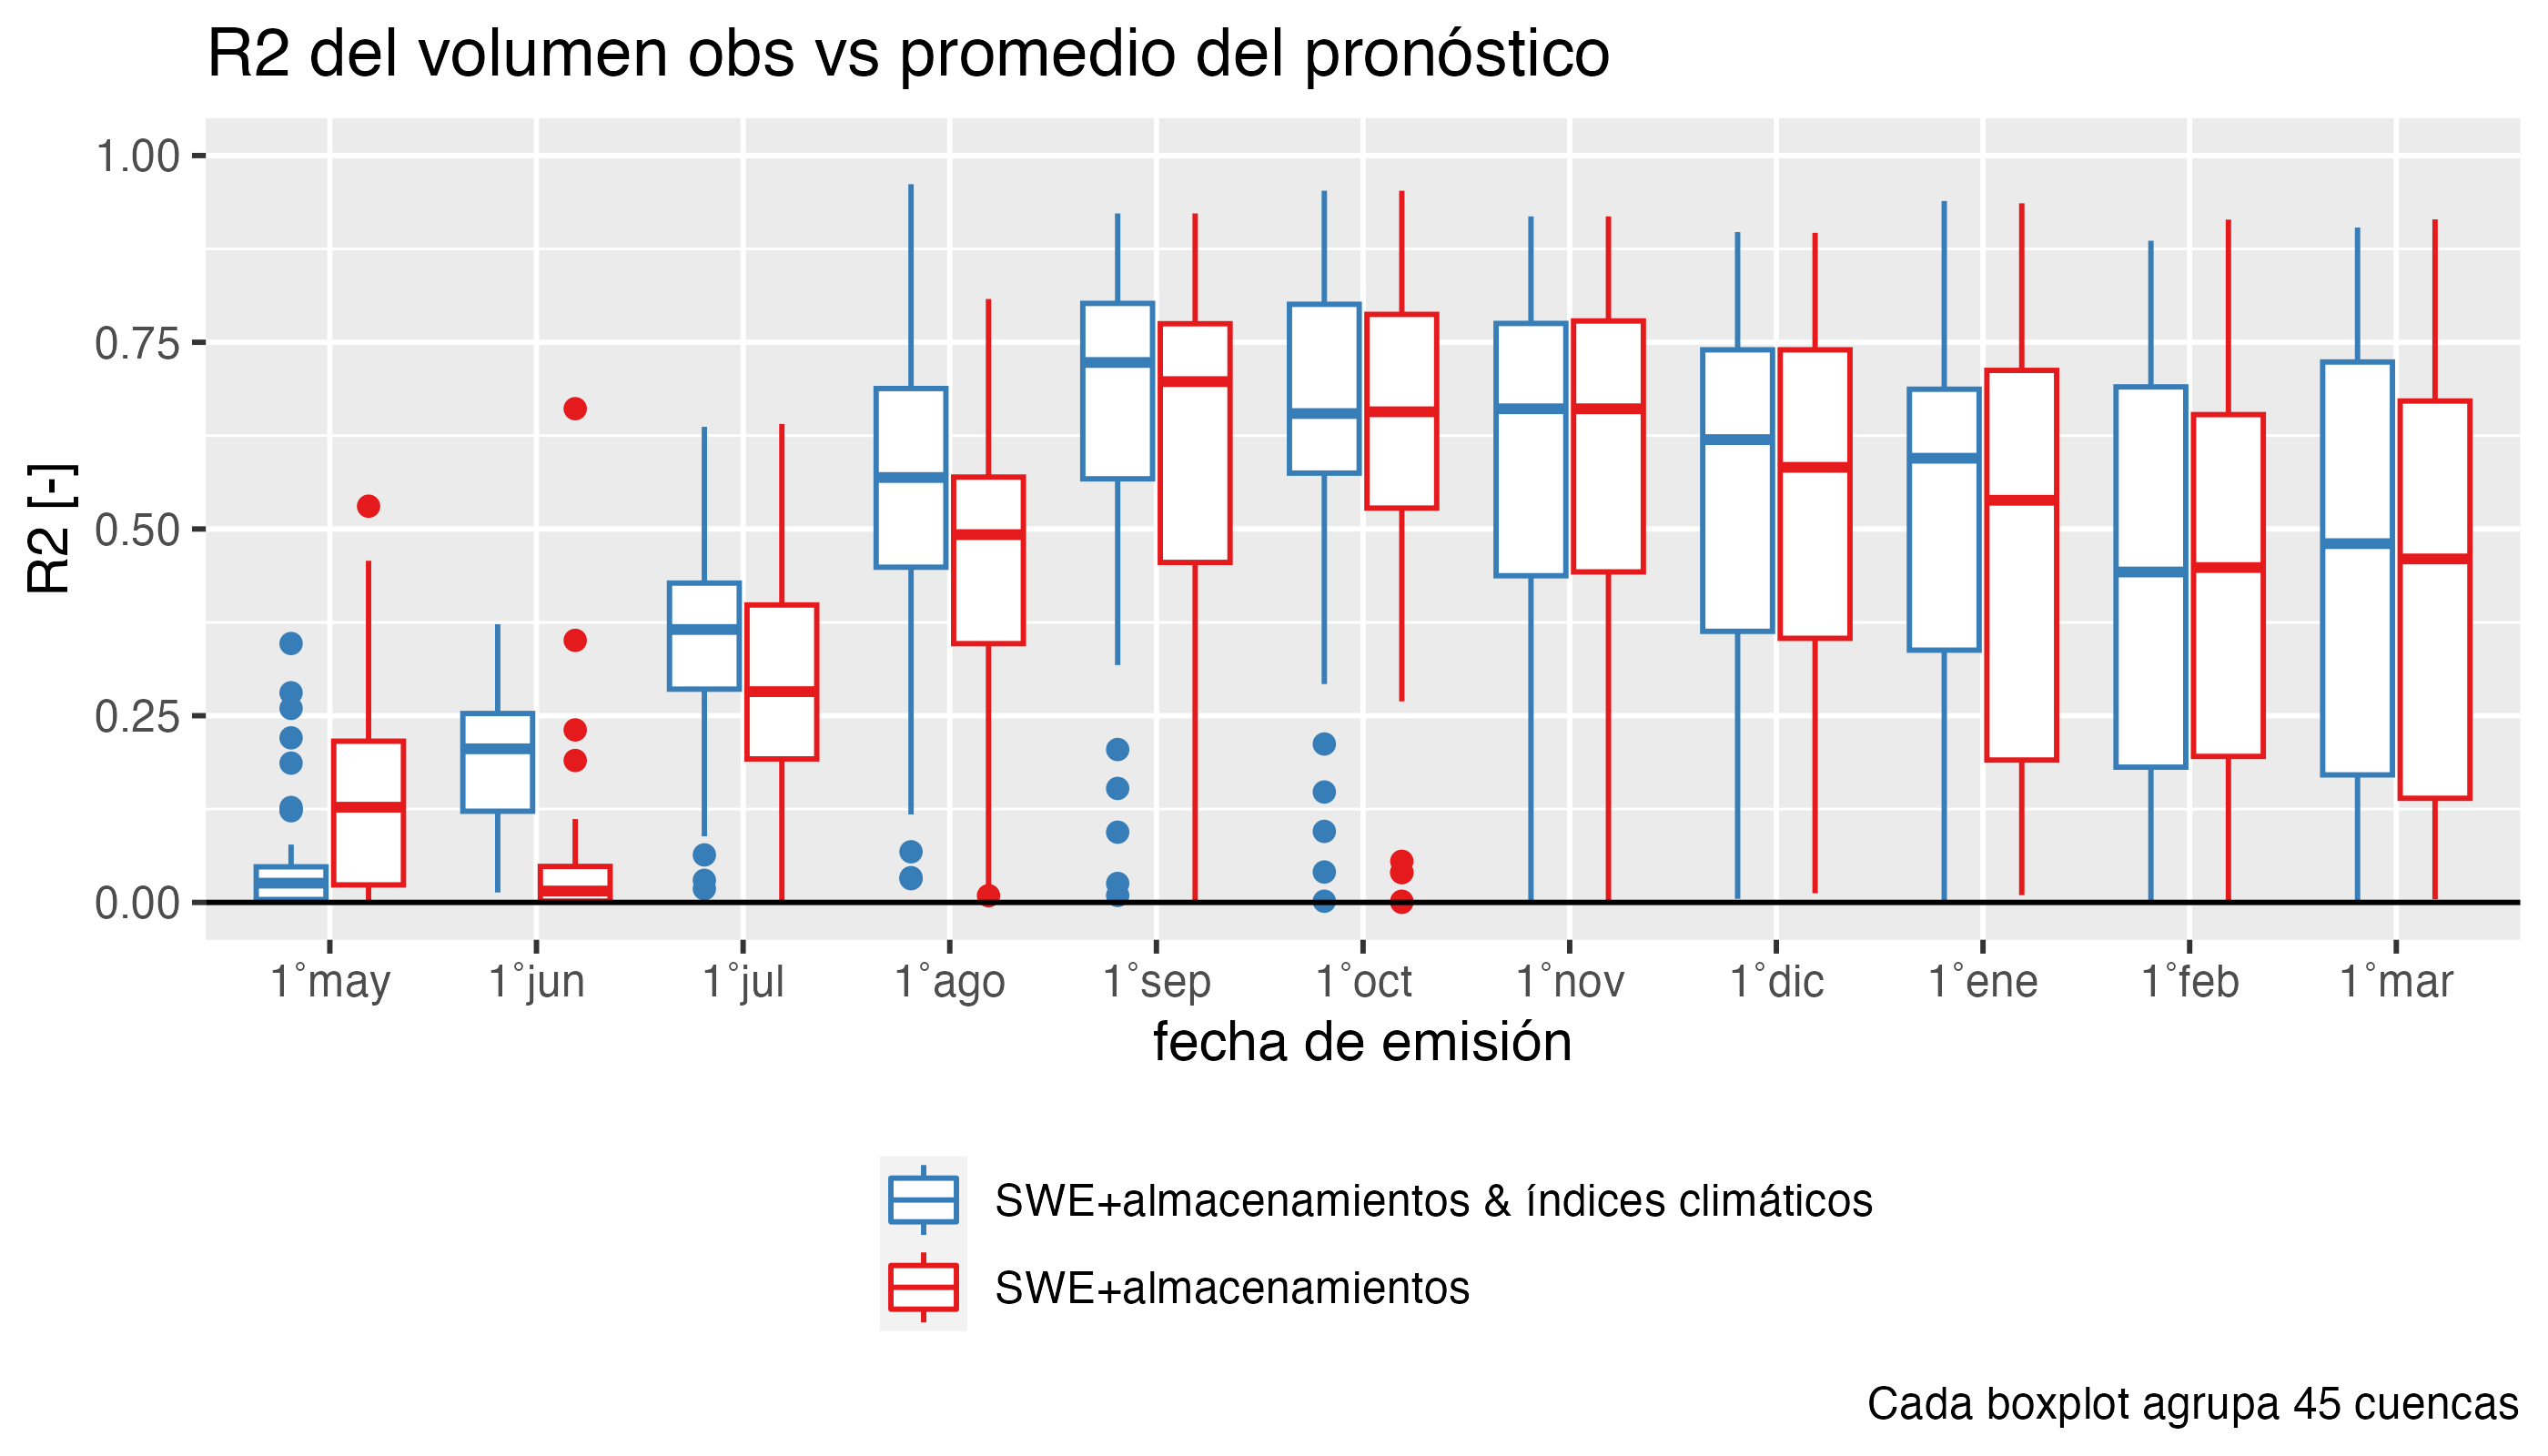 R2 del volumen obs vs promedio del pronóstico
R2 [-]
1.00
0.75
0.50
0.25
0.00
1°may 1°jun 1°jul 1°ago 1°sep 1°oct 1°nov 1°dic 1°ene 1°feb 1°mar
fecha de emisión
SWE+almacenamientos & índices climáticos
SWE+almacenamientos
Cada boxplot agrupa 45 cuencas